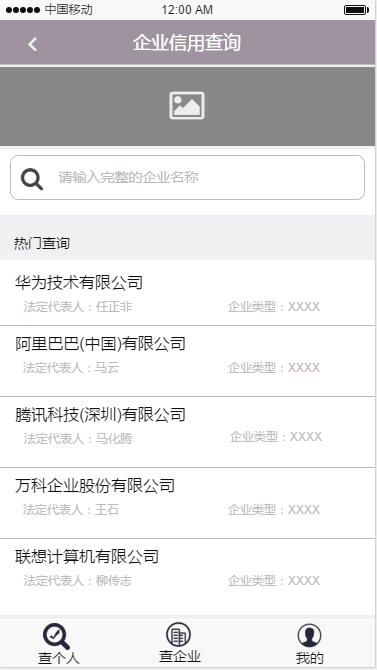 中国移动 12:00 AM
企业信用查询
请输入完整的企业名称
热门查询
华为技术有限公司
法定代表人：任正非 企业类型：XXXX
阿里巴巴(中国)有限公司
法定代表人：马云 企业类型：XXXX
腾讯科技(深圳)有限公司
法定代表人：马化腾 企业类型：XXXX
万科企业股份有限公司
法定代表人：王石 企业类型：XXXX
联想计算机有限公司
法定代表人：柳传志 企业类型：XXXX
查个人 查企业 我的